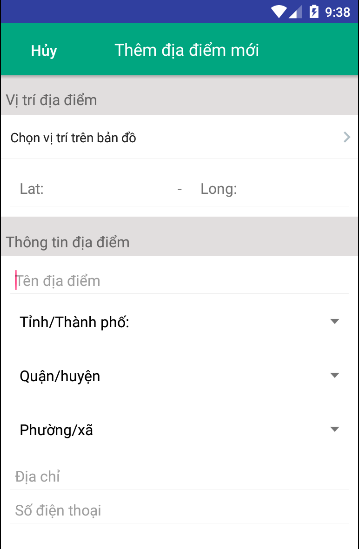 9:38
Hủy Thêm địa điểm mới
Vị trí địa điểm
Chọn vị trí trên bản đồ
Lat: - Long:
Thông tin địa điểm
Tên địa điểm
Tỉnh/Thành phố:
Quận/huyện
Phường/xã
Địa chỉ
Số điện thoại